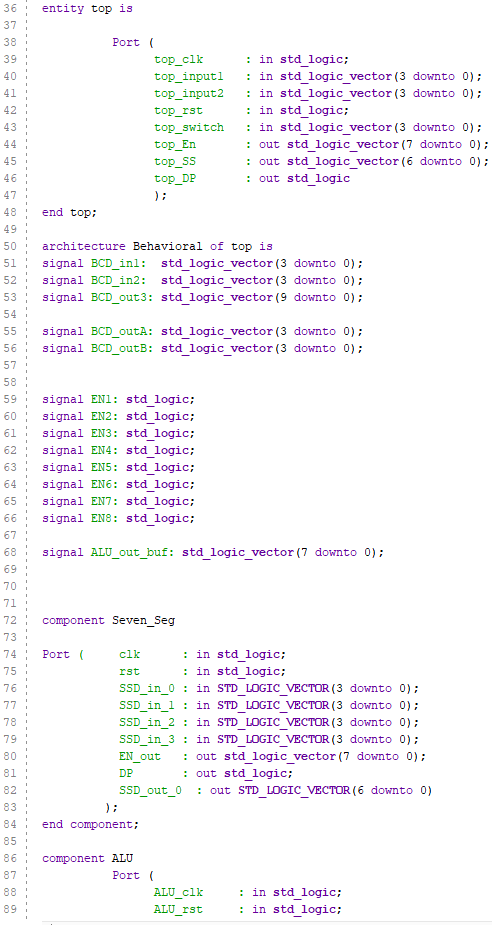 36 entity top is
37
38 Port (
39 top_clk : in std_logic;
40 top_input1 : in std_logic_vector(3 downto 0);
41 top_input2 : in std_logic_vector(3 downto 0);
42 top_rst : in std_logic;
43 top_switch : in std_logic_vector(3 downto 0);
44 top_En : out std_logic_vector(7 downto 0);
45 top_SS : out std_logic_vector(6 downto 0);
46 top_DP : out std_logic
47 );
48 end top;
49
50 architecture Behavioral of top is
51 signal BCD_in1: std_logic_vector(3 downto 0);
52 signal BCD_in2: std_logic_vector(3 downto 0);
53 signal BCD_out3: std_logic_vector(9 downto 0);
54
55 signal BCD_outA: std_logic_vector(3 downto 0);
56 signal BCD_outB: std_logic_vector(3 downto 0);
57
58
59 signal EN1: std_logic;
60 signal EN2: std_logic;
61 signal EN3: std_logic;
62 signal EN4: std_logic;
63 signal EN5: std_logic;
64 signal EN6: std_logic;
65 signal EN7: std_logic;
66 signal EN8: std_logic;
67
68 signal ALU_out_buf: std_logic_vector(7 downto 0);
69
70
71
72 component Seven_Seg
73
74 Port ( clk : in std_logic;
75 rst : in std_logic;
76 SSD_in_0 : in STD_LOGIC_VECTOR(3 downto 0);
77 SSD_in_1 : in STD_LOGIC_VECTOR(3 downto 0);
78 SSD_in_2 : in STD_LOGIC_VECTOR(3 downto 0);
79 SSD_in_3 : in STD_LOGIC_VECTOR(3 downto 0);
80 EN_out : out std_logic_vector(7 downto 0);
81 DP : out std_logic;
82 SSD_out_0 : out STD_LOGIC_VECTOR(6 downto 0)
83 );
84 end component;
85
86 component ALU
87 Port (
88 ALU_clk : in std_logic;
89 ALU_rst : in std_logic;